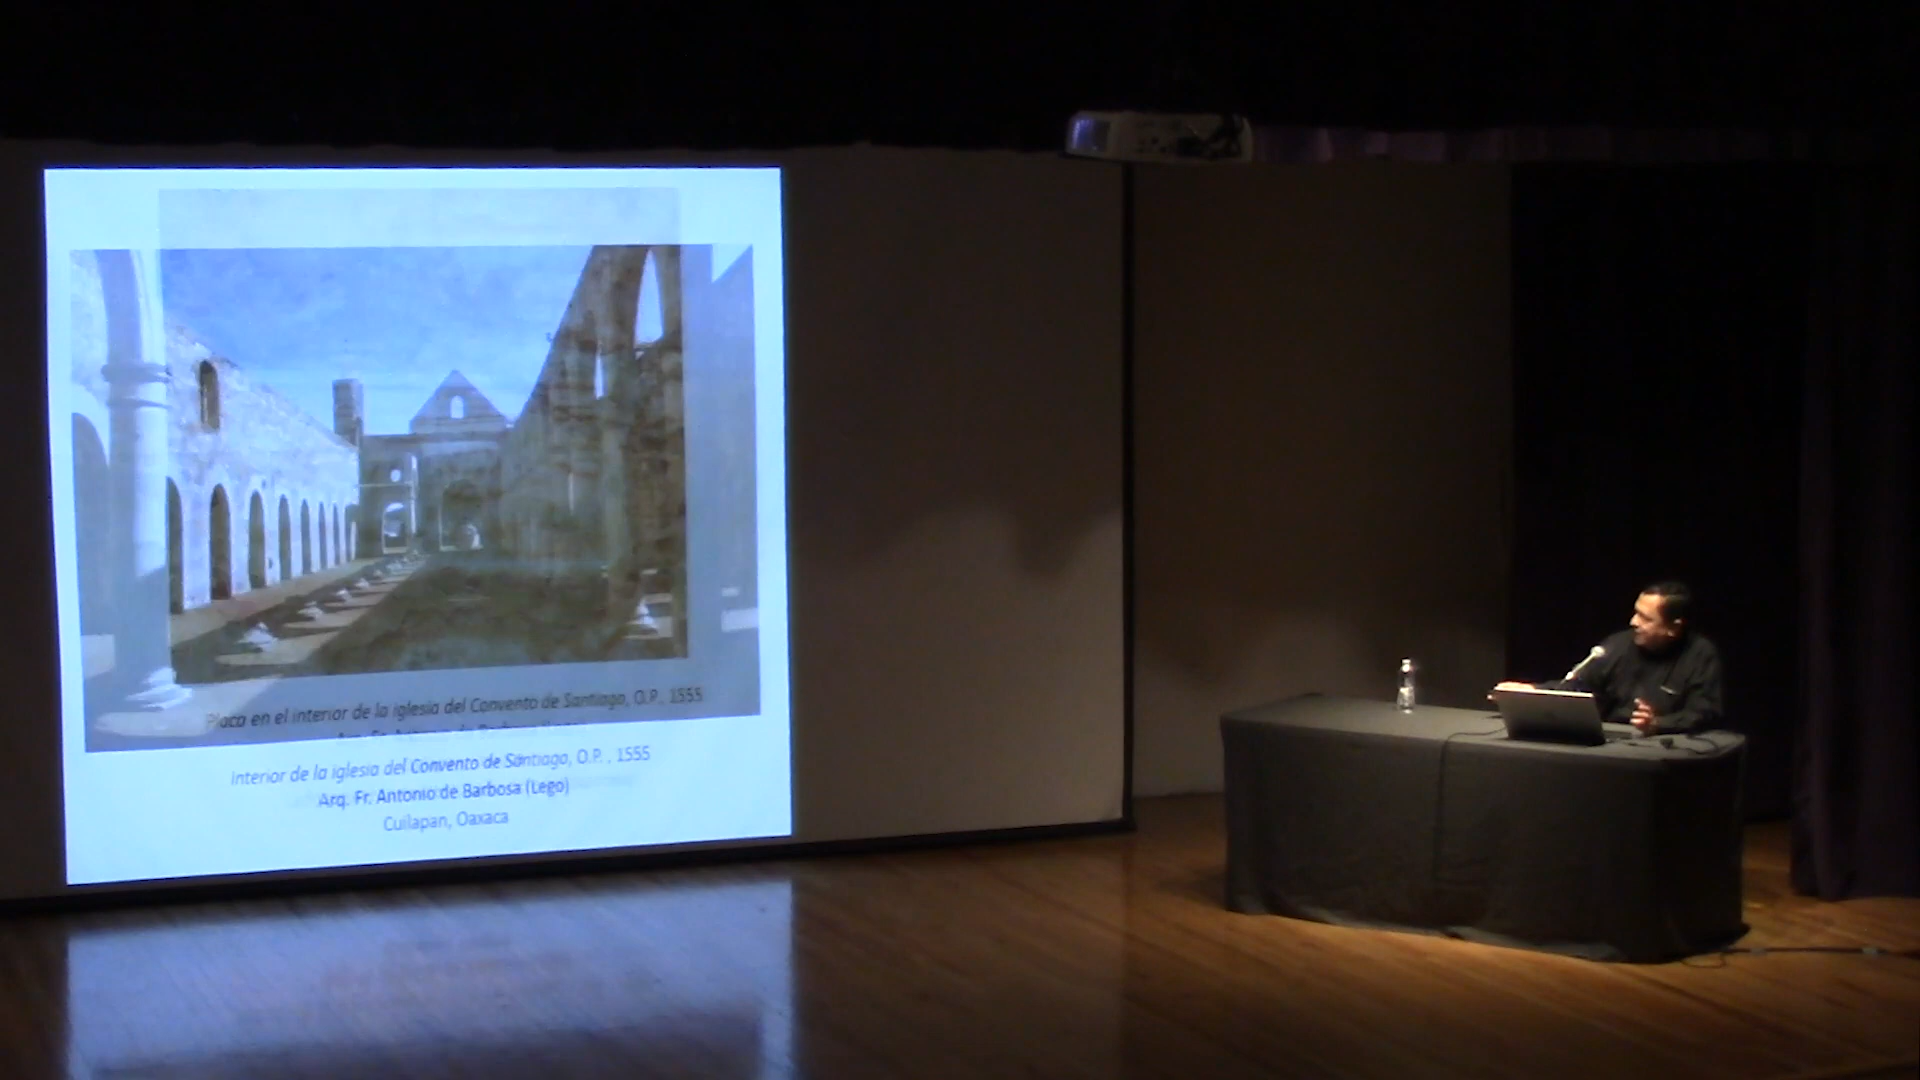 Placa en el interior de la iglesia del Convento de Santiago, O.P., 1555
Interior de la iglesia del Convento de Santiago, O.P. , 1555
Arq. Fr. Antonio de Barbosa (Lego)
Cuilapan, Oaxaca